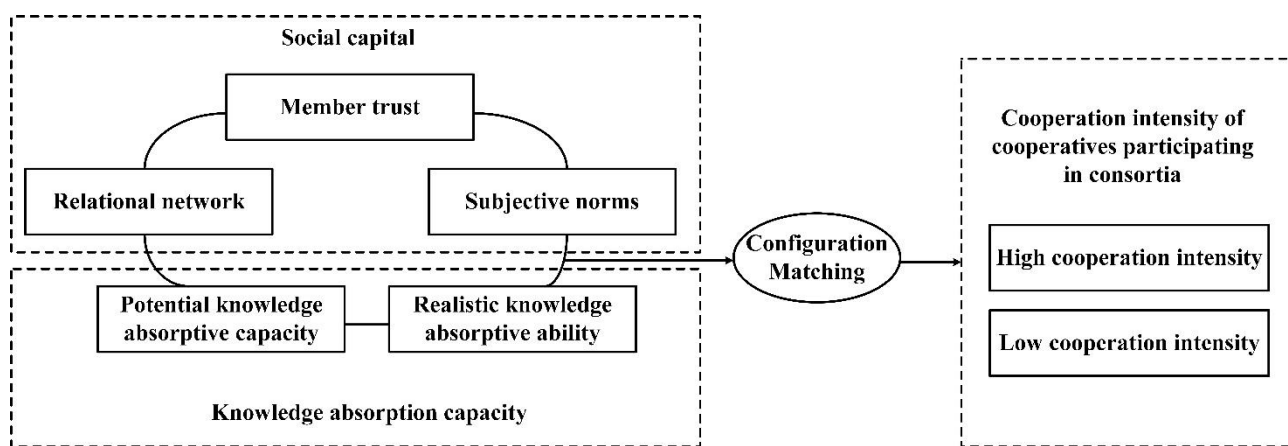 Social capital
Member trust
Relational network
Subjective norms
Potential knowledge
absorptive capacity
Realistic knowledge
absorptive ability
Knowledge absorption capacity
Configuration
Matching
Cooperation intensity of
cooperatives participating
in consortia
High cooperation intensity
Low cooperation intensity